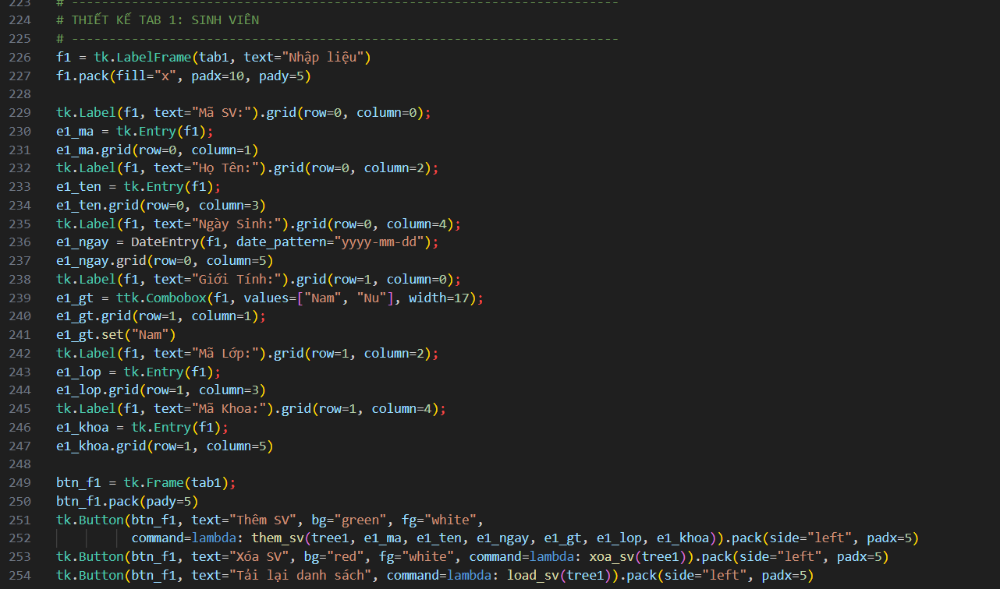 223 # -------------------------------------------------------------------------
224 # THIẾT KẾ TAB 1: SINH VIÊN
225 # -------------------------------------------------------------------------
226 f1 = tk.LabelFrame(tab1, text="Nhập liệu")
227 f1.pack(fill="x", padx=10, pady=5)
228
229 tk.Label(f1, text="Mã SV:").grid(row=0, column=0);
230 e1_ma = tk.Entry(f1);
231 e1_ma.grid(row=0, column=1)
232 tk.Label(f1, text="Họ Tên:").grid(row=0, column=2);
233 e1_ten = tk.Entry(f1);
234 e1_ten.grid(row=0, column=3)
235 tk.Label(f1, text="Ngày Sinh:").grid(row=0, column=4);
236 e1_ngay = DateEntry(f1, date_pattern="yyyy-mm-dd");
237 e1_ngay.grid(row=0, column=5)
238 tk.Label(f1, text="Giới Tính:").grid(row=1, column=0);
239 e1_gt = ttk.Combobox(f1, values=["Nam", "Nu"], width=17);
240 e1_gt.grid(row=1, column=1);
241 e1_gt.set("Nam")
242 tk.Label(f1, text="Mã Lớp:").grid(row=1, column=2);
243 e1_lop = tk.Entry(f1);
244 e1_lop.grid(row=1, column=3)
245 tk.Label(f1, text="Mã Khoa:").grid(row=1, column=4);
246 e1_khoa = tk.Entry(f1);
247 e1_khoa.grid(row=1, column=5)
248
249 btn_f1 = tk.Frame(tab1);
250 btn_f1.pack(pady=5)
251 tk.Button(btn_f1, text="Thêm SV", bg="green", fg="white",
252           command=lambda: them_sv(tree1, e1_ma, e1_ten, e1_ngay, e1_gt, e1_lop, e1_khoa)).pack(side="left", padx=5)
253 tk.Button(btn_f1, text="Xóa SV", bg="red", fg="white", command=lambda: xoa_sv(tree1)).pack(side="left", padx=5)
254 tk.Button(btn_f1, text="Tải lại danh sách", command=lambda: load_sv(tree1)).pack(side="left", padx=5)